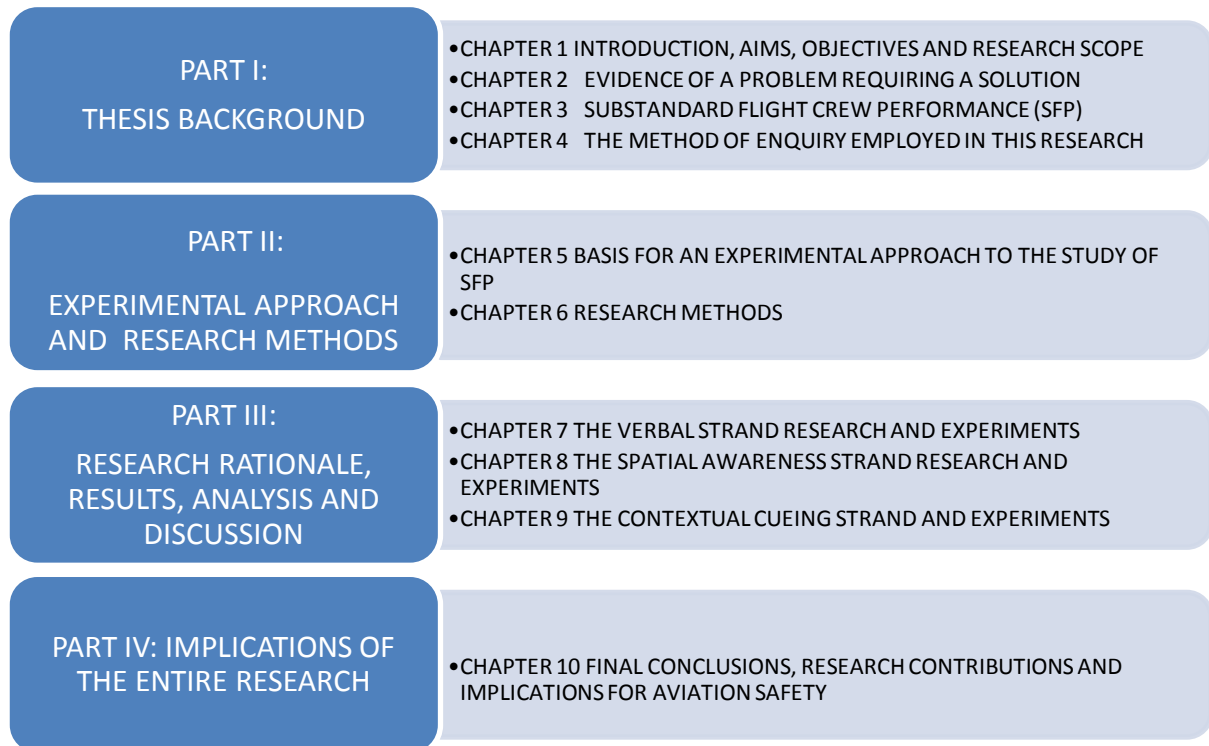 PART I:
THESIS BACKGROUND
•CHAPTER 1 INTRODUCTION, AIMS, OBJECTIVES AND RESEARCH SCOPE
•CHAPTER 2 EVIDENCE OF A PROBLEM REQUIRING A SOLUTION
•CHAPTER 3 SUBSTANDARD FLIGHT CREW PERFORMANCE (SFP)
•CHAPTER 4 THE METHOD OF ENQUIRY EMPLOYED IN THIS RESEARCH
PART II:
EXPERIMENTAL APPROACH
AND RESEARCH METHODS
•CHAPTER 5 BASIS FOR AN EXPERIMENTAL APPROACH TO THE STUDY OF
SFP
•CHAPTER 6 RESEARCH METHODS
PART III:
RESEARCH RATIONALE,
RESULTS, ANALYSIS AND
DISCUSSION
•CHAPTER 7 THE VERBAL STRAND RESEARCH AND EXPERIMENTS
•CHAPTER 8 THE SPATIAL AWARENESS STRAND RESEARCH AND
EXPERIMENTS
•CHAPTER 9 THE CONTEXTUAL CUEING STRAND AND EXPERIMENTS
PART IV: IMPLICATIONS OF
THE ENTIRE RESEARCH
•CHAPTER 10 FINAL CONCLUSIONS, RESEARCH CONTRIBUTIONS AND
IMPLICATIONS FOR AVIATION SAFETY